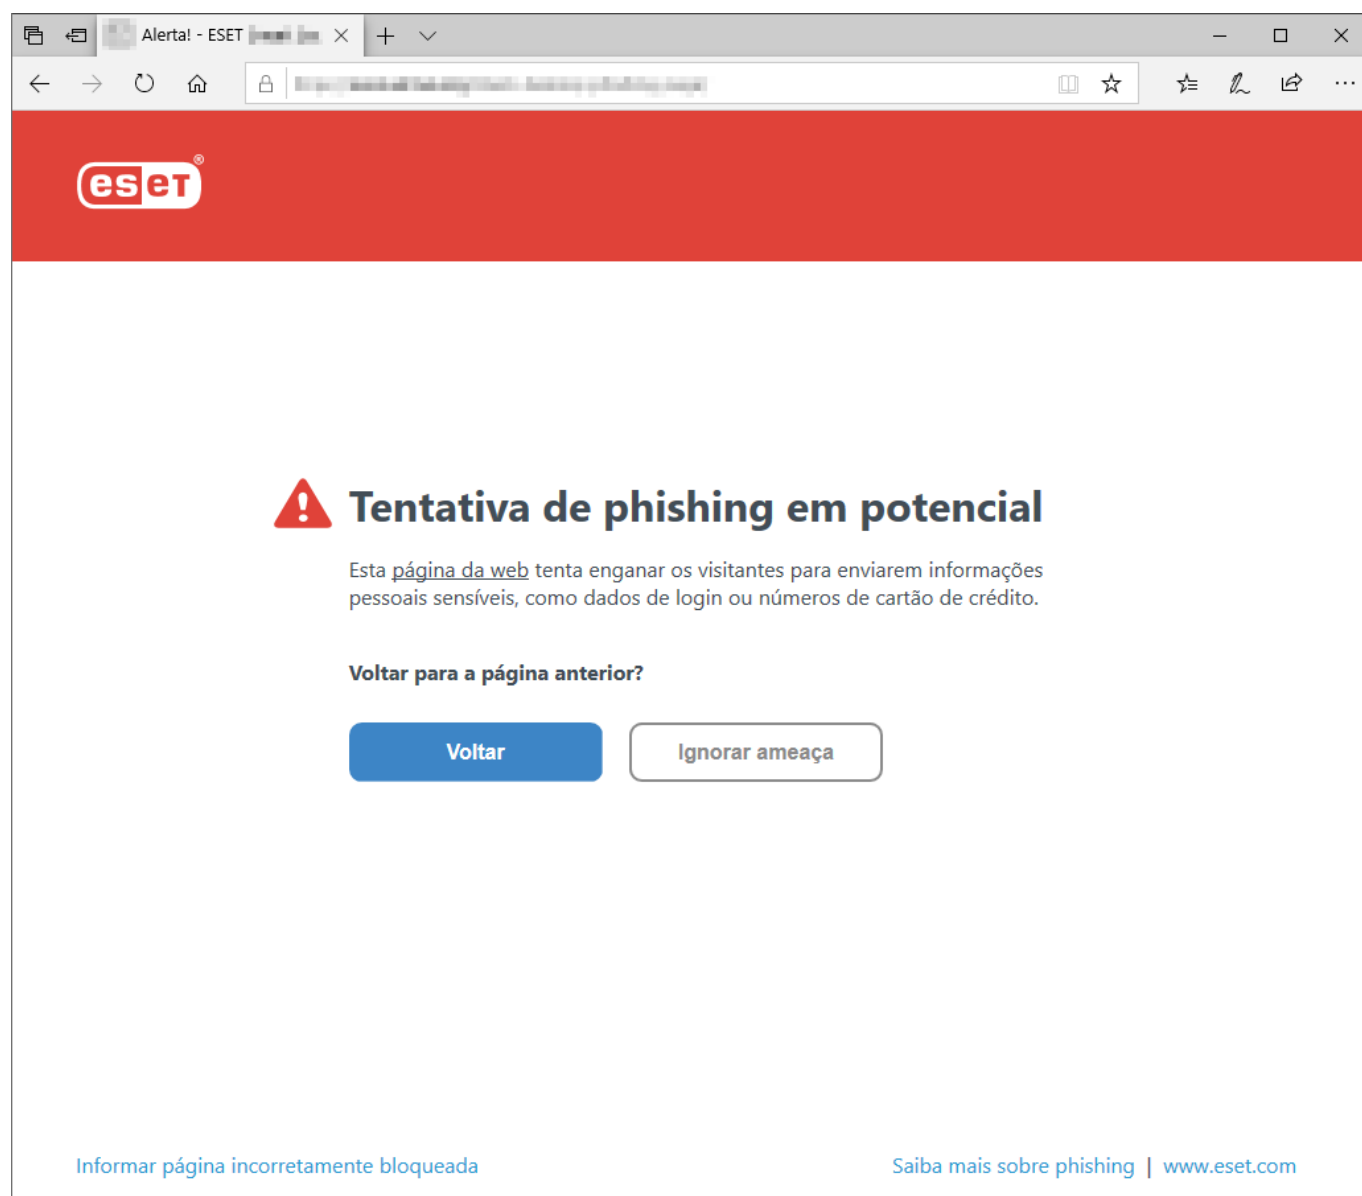 Alerta! - ESET
eset®
Tentativa de phishing em potencial
Esta página da web tenta enganar os visitantes para enviarem informações
pessoais sensíveis, como dados de login ou números de cartão de crédito.
Voltar para a página anterior?
Voltar
Ignorar ameaça
Informar página incorretamente bloqueada
Saiba mais sobre phishing | www.eset.com